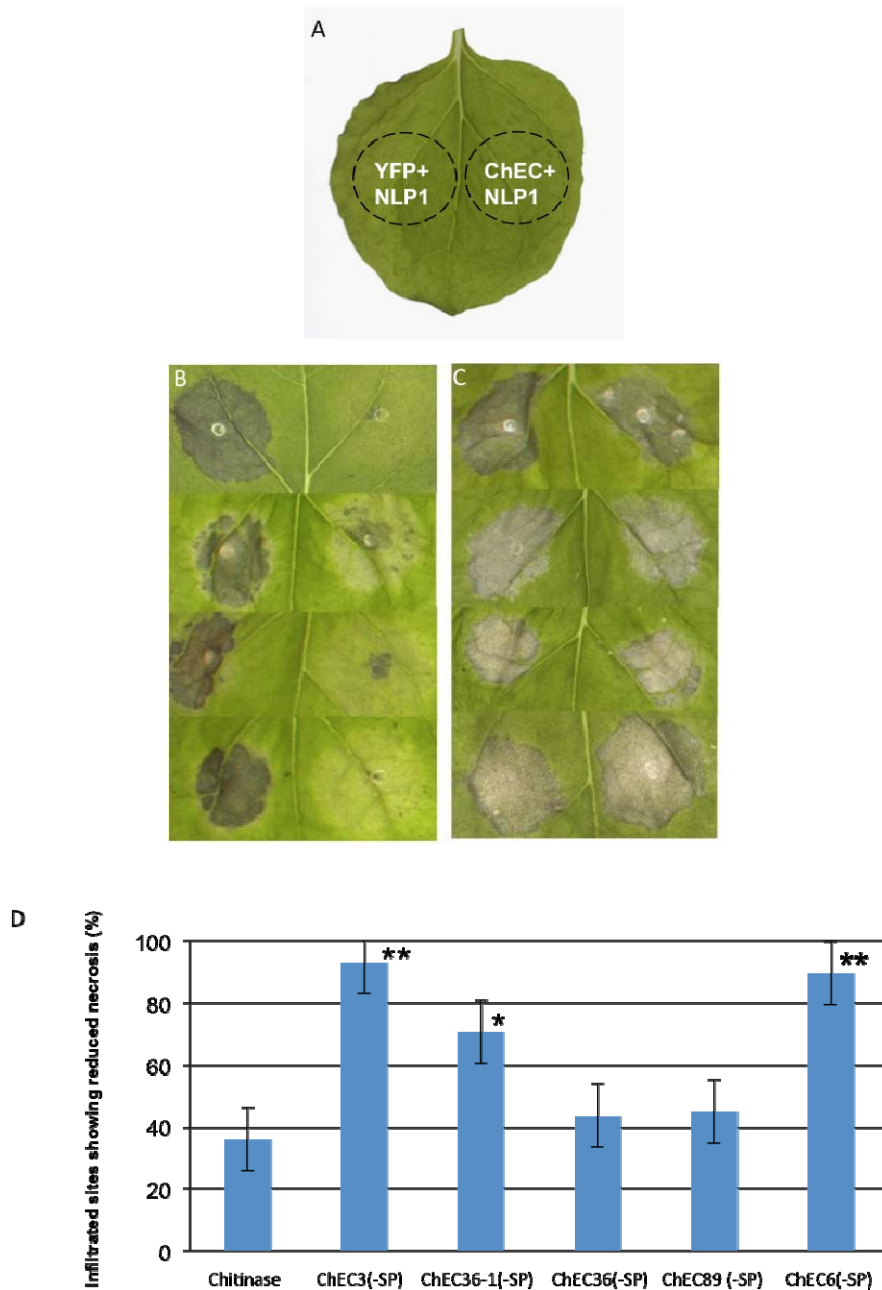 A
YFP+
NLP1
ChEC+
NLP1
B
C
D
Infiltrated sites showing reduced necrosis (%)
100
80
60
40
20
0
**
*
**
Chitinase
ChEC3(-SP)
ChEC36-1(-SP)
ChEC36(-SP)
ChEC89 (-SP)
ChEC6(-SP)